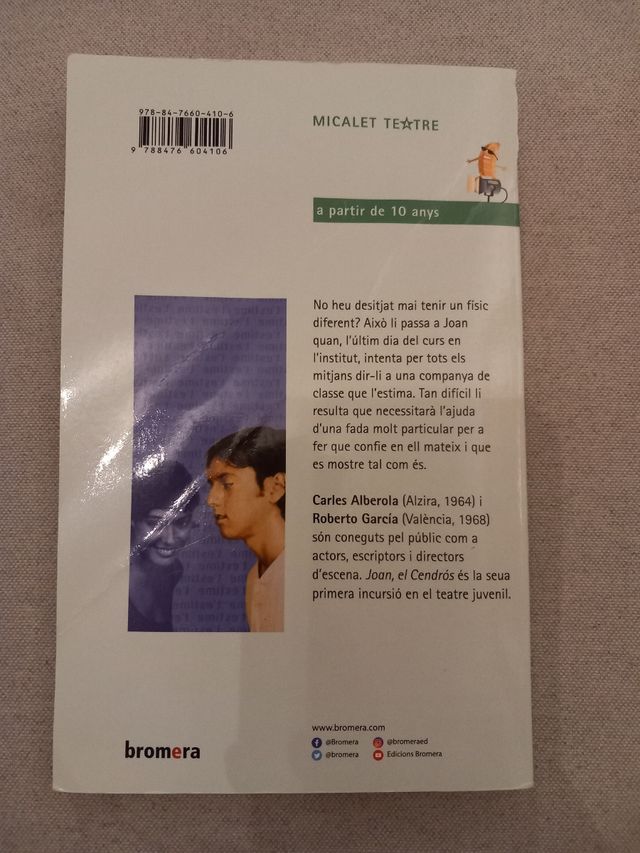 978-84-7660-410-6
9 788476 604106
MICALET TEATRE
a partir de 10 anys
No heu desitjat mai tenir un físic
diferent? Això li passa a Joan
quan, l'últim dia del curs en
l'institut, intenta per tots els
mitjans dir-li a una companya de
classe que l'estima. Tan difícil li
resulta que necessitarà l'ajuda
d'una fada molt particular per a
fer que confie en ell mateix i que
es mostre tal com és.
Carles Alberola (Alzira, 1964) i
Roberto García (València, 1968)
són coneguts pel públic com a
actors, escriptors i directors
d'escena. Joan, el Cendrós és la seua
primera incursió en el teatre juvenil.
bromera
www.bromera.com
@Bromera
@bromeraed
@bromera
Edicions Bromera